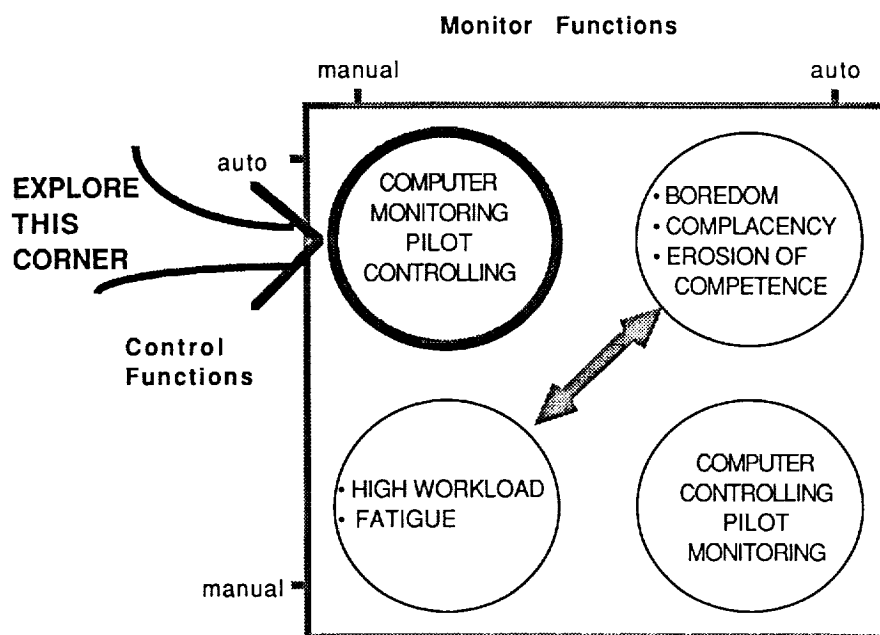 Monitor Functions
manual
auto
auto
EXPLORE
THIS
CORNER
Control
Functions
manual
COMPUTER
MONITORING
PILOT
CONTROLLING
• BOREDOM
• COMPLACENCY
• EROSION OF
COMPETENCE
• HIGH WORKLOAD
• FATIGUE
COMPUTER
CONTROLLING
PILOT
MONITORING